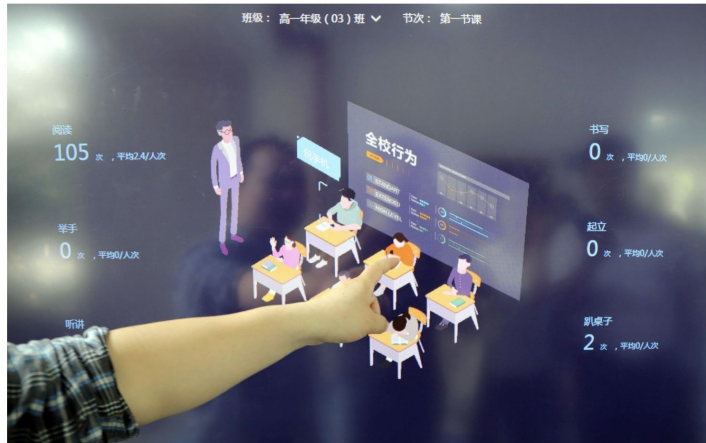 班级： 高一年级（03）班 节次： 第一节课
阅读
105 次 ，平均2.4/人次
举手
0 次 ，平均0/人次
听讲
全校行为
书写
0 次 ，平均0/人次
起立
0 次 ，平均0/人次
趴桌子
2 次 ，平均0/人次